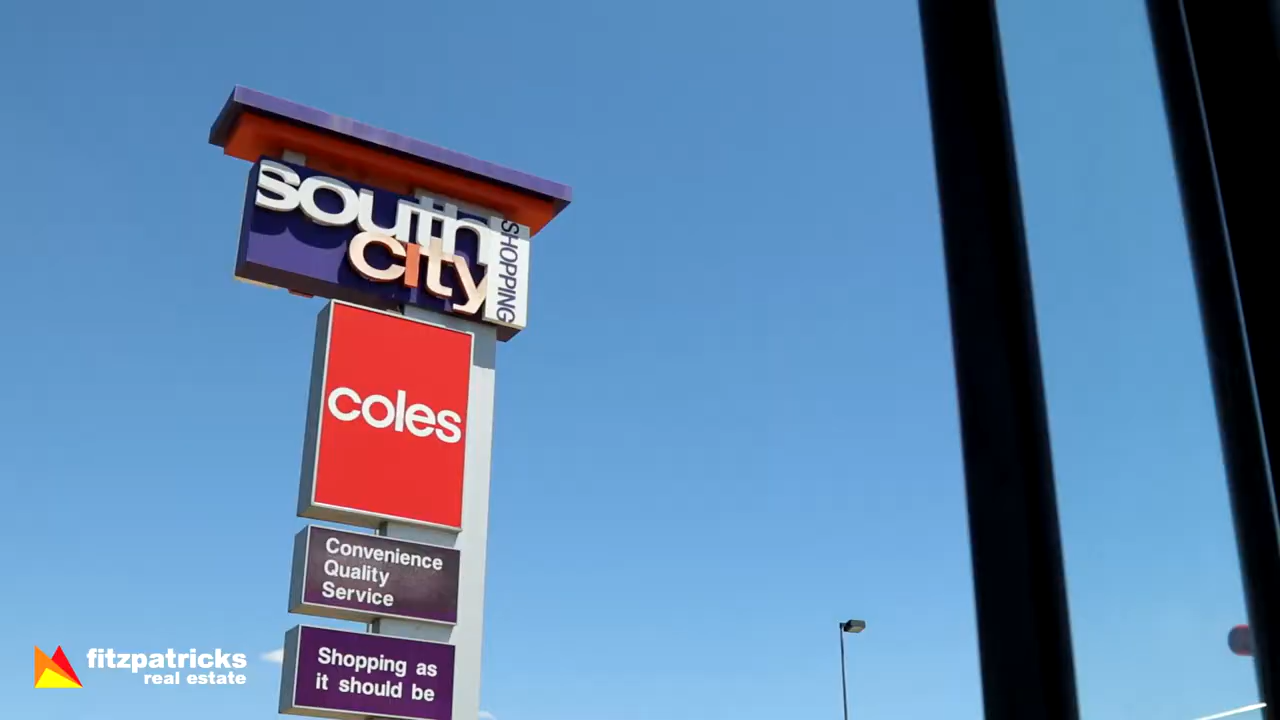 south
city
SHOPPING
coles
Convenience
Quality
Service
Shopping as
it should be
fitzpatricks
real estate